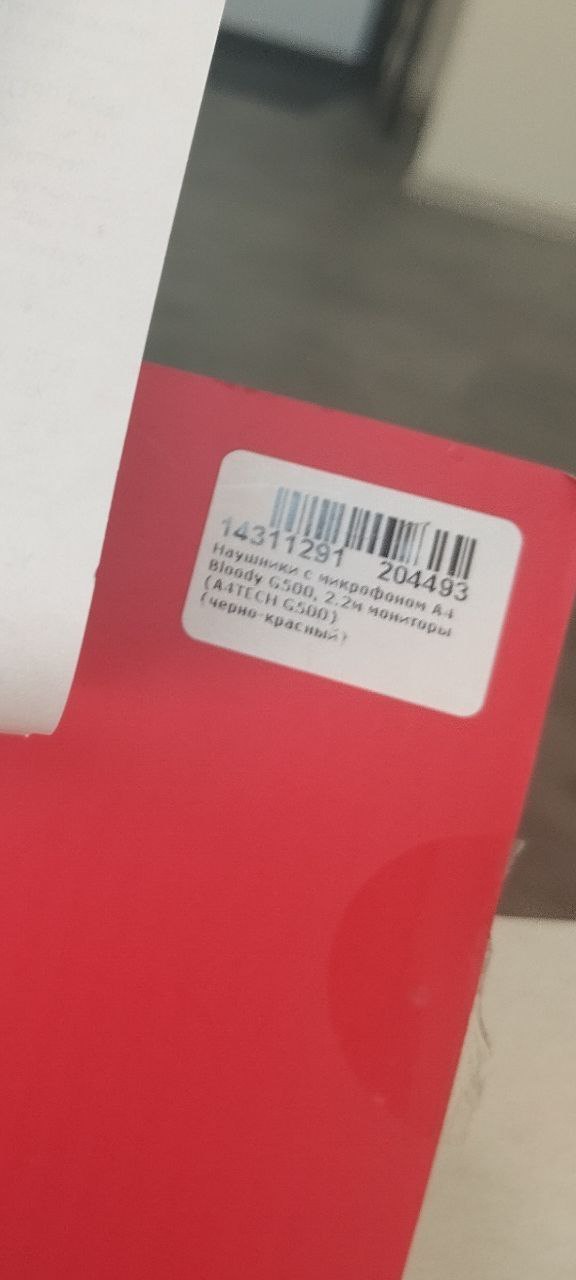 14311291 204493
Наушники с микрофоном A4
Bloody G500, 2.2м мониторы
(A4TECH G500)
(черно-красный)